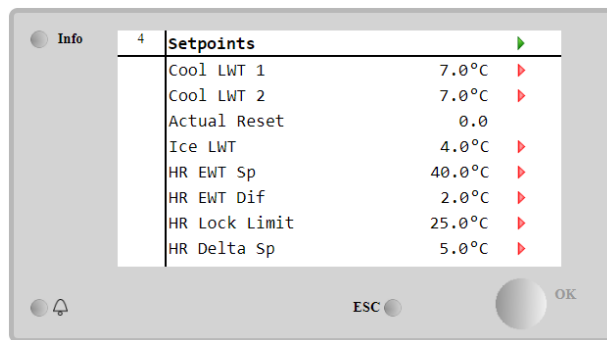 Info
4 Setpoints
Cool LWT 1 7.0°C
Cool LWT 2 7.0°C
Actual Reset 0.0
Ice LWT 4.0°C
HR EWT Sp 40.0°C
HR EWT Dif 2.0°C
HR Lock Limit 25.0°C
HR Delta Sp 5.0°C
ESC
OK